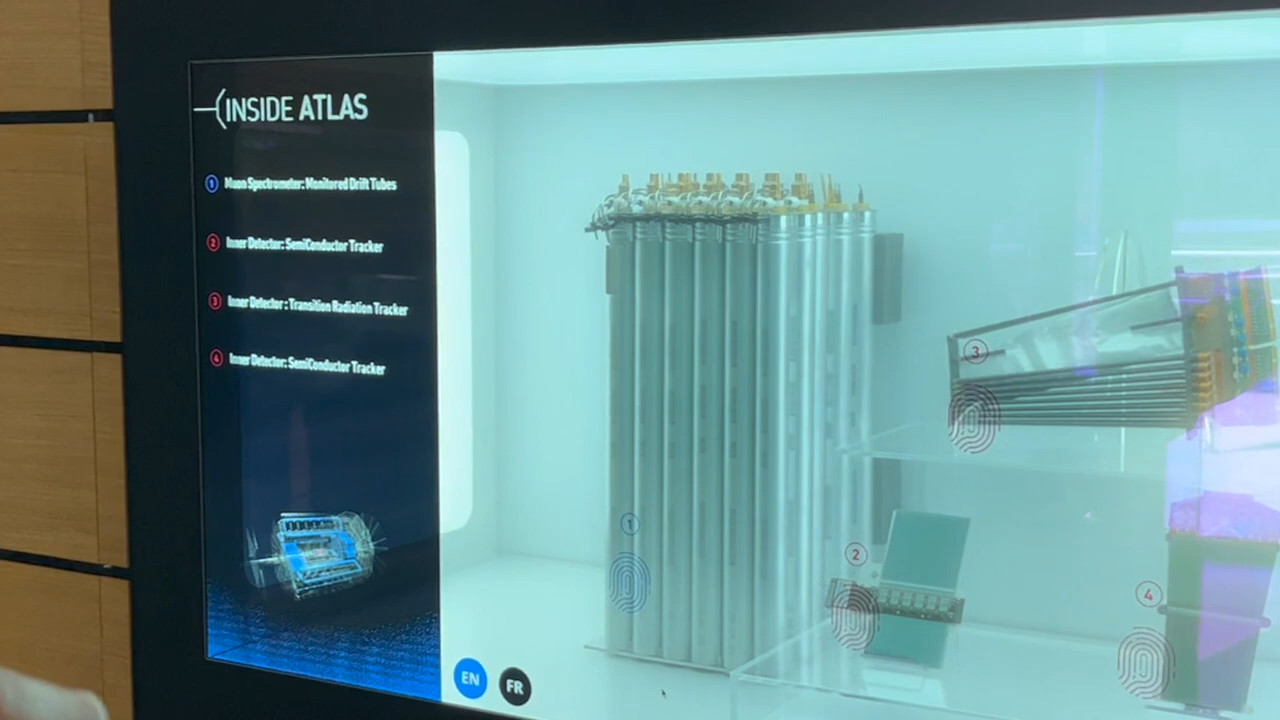 INSIDE ATLAS
1 Muon Spectrometer: Monitored Drift Tubes
2 Inner Detector: SemiConductor Tracker
3 Inner Detector : Transition Radiation Tracker
4 Inner Detector: SemiConductor Tracker
3
1
2
4
EN FR